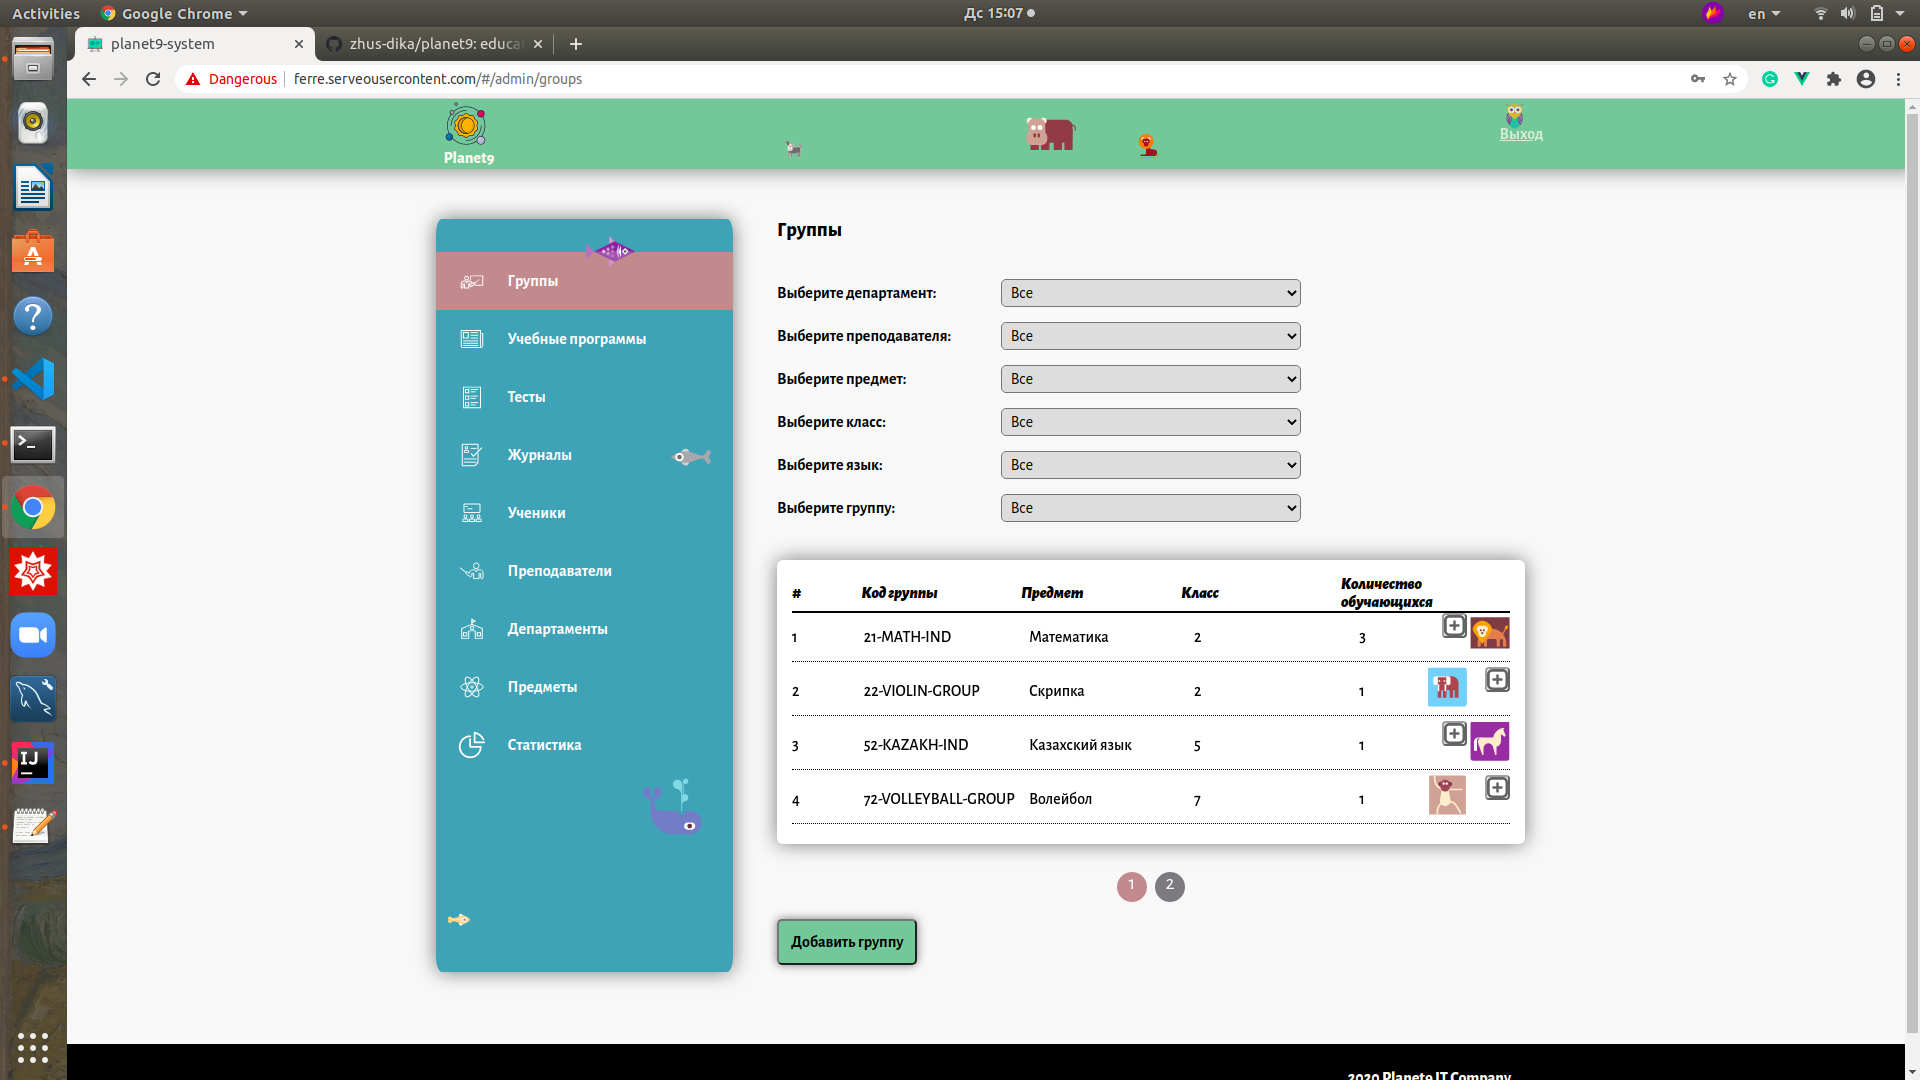 Activities
Google Chrome
Дс 15:07
en
planet9-system
zhus-dika/planet9: educa
Dangerous
ferre.serveousercontent.com/#/admin/groups
Planet9
Выход
Группы
Учебные программы
Тесты
Журналы
Ученики
Преподаватели
Департаменты
Предметы
Статистика
Группы
Выберите департамент: Все
Выберите преподавателя: Все
Выберите предмет: Все
Выберите класс: Все
Выберите язык: Все
Выберите группу: Все
# Код группы Предмет Класс Количество обучающихся
1 21-MATH-IND Математика 2 3
2 22-VIOLIN-GROUP Скрипка 2 1
3 52-KAZAKH-IND Казахский язык 5 1
4 72-VOLLEYBALL-GROUP Волейбол 7 1
1 2
Добавить группу
2020 Planet9 IT Company